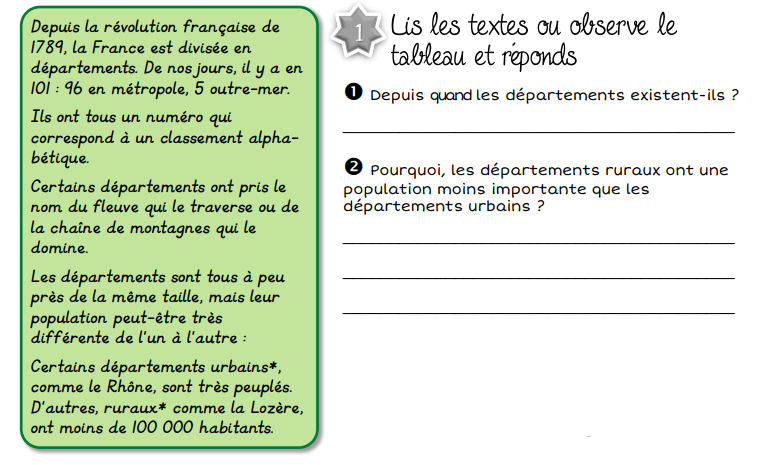 Depuis la révolution française de
1789, la France est divisée en
départements. De nos jours, il y a en
101 : 96 en métropole, 5 outre-mer.
Ils ont tous un numéro qui
correspond à un classement alpha-
bétique.
Certains départements ont pris le
nom du fleuve qui le traverse ou de
la chaîne de montagnes qui le
domine.
Les départements sont tous à peu
près de la même taille, mais leur
population peut-être très
différente de l'un à l'autre :
Certains départements urbains*,
comme le Rhône, sont très peuplés.
D'autres, ruraux* comme la Lozère,
ont moins de 100 000 habitants.
1 Lis les textes ou observe le
tableau et réponds
❶ Depuis quand les départements existent-ils ?
❷ Pourquoi, les départements ruraux ont une
population moins importante que les
départements urbains ?